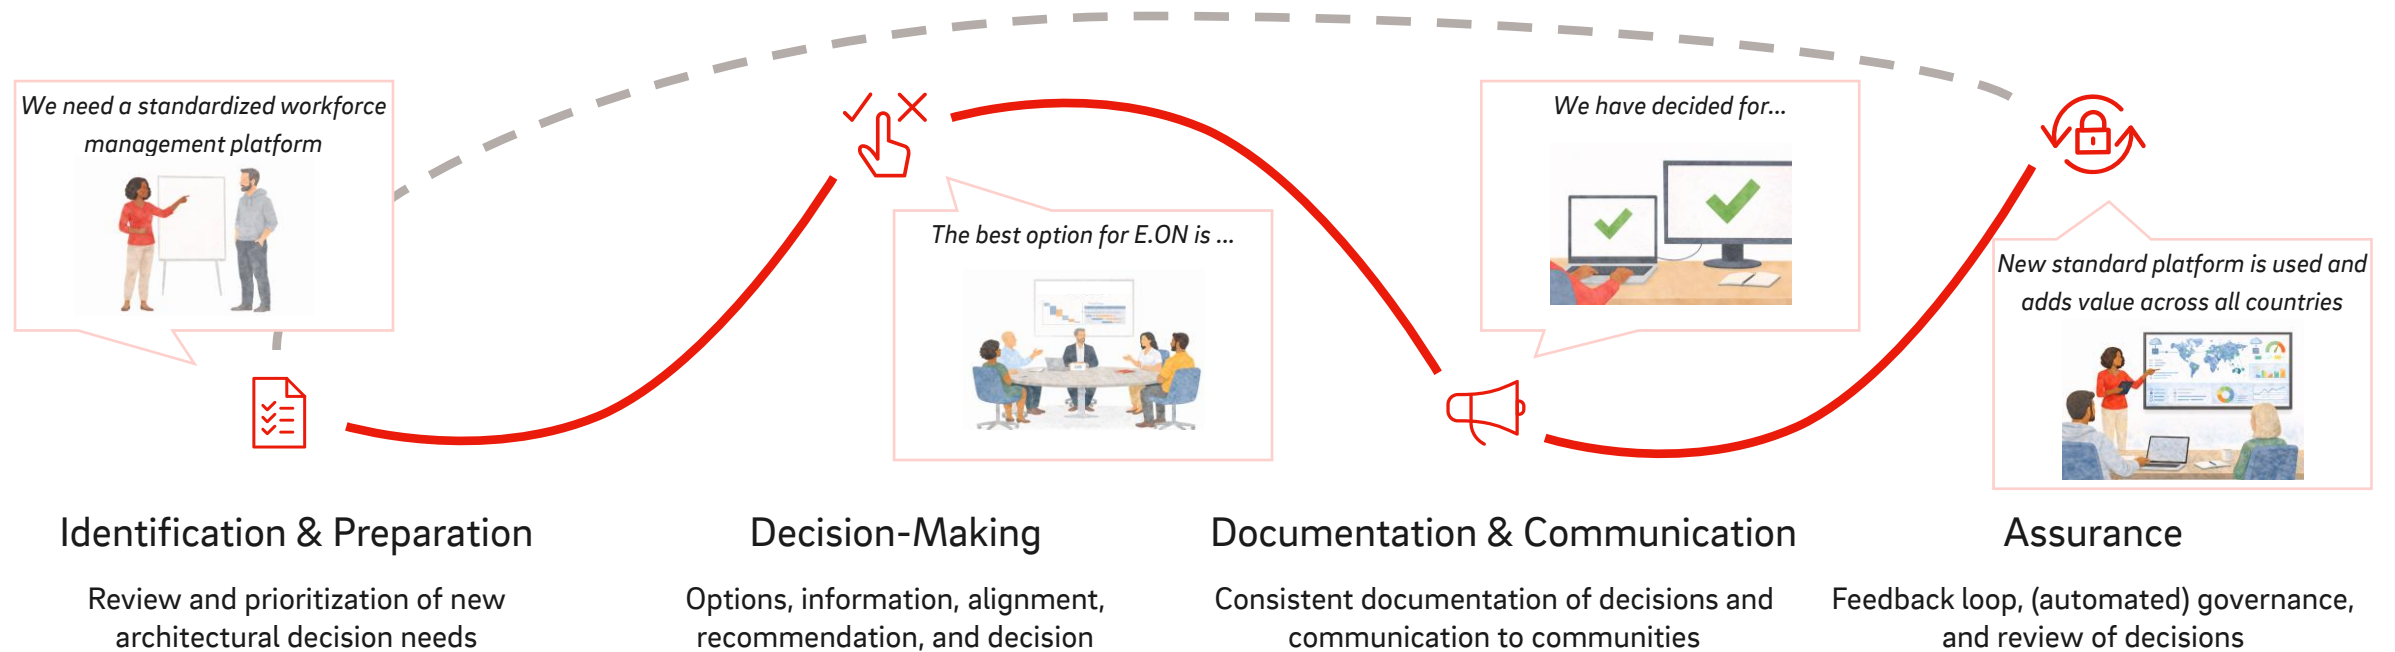 We need a standardized workforce
management platform
The best option for E.ON is ...
We have decided for...
New standard platform is used and
adds value across all countries
Identification & Preparation
Review and prioritization of new
architectural decision needs
Decision-Making
Options, information, alignment,
recommendation, and decision
Documentation & Communication
Consistent documentation of decisions and
communication to communities
Assurance
Feedback loop, (automated) governance,
and review of decisions